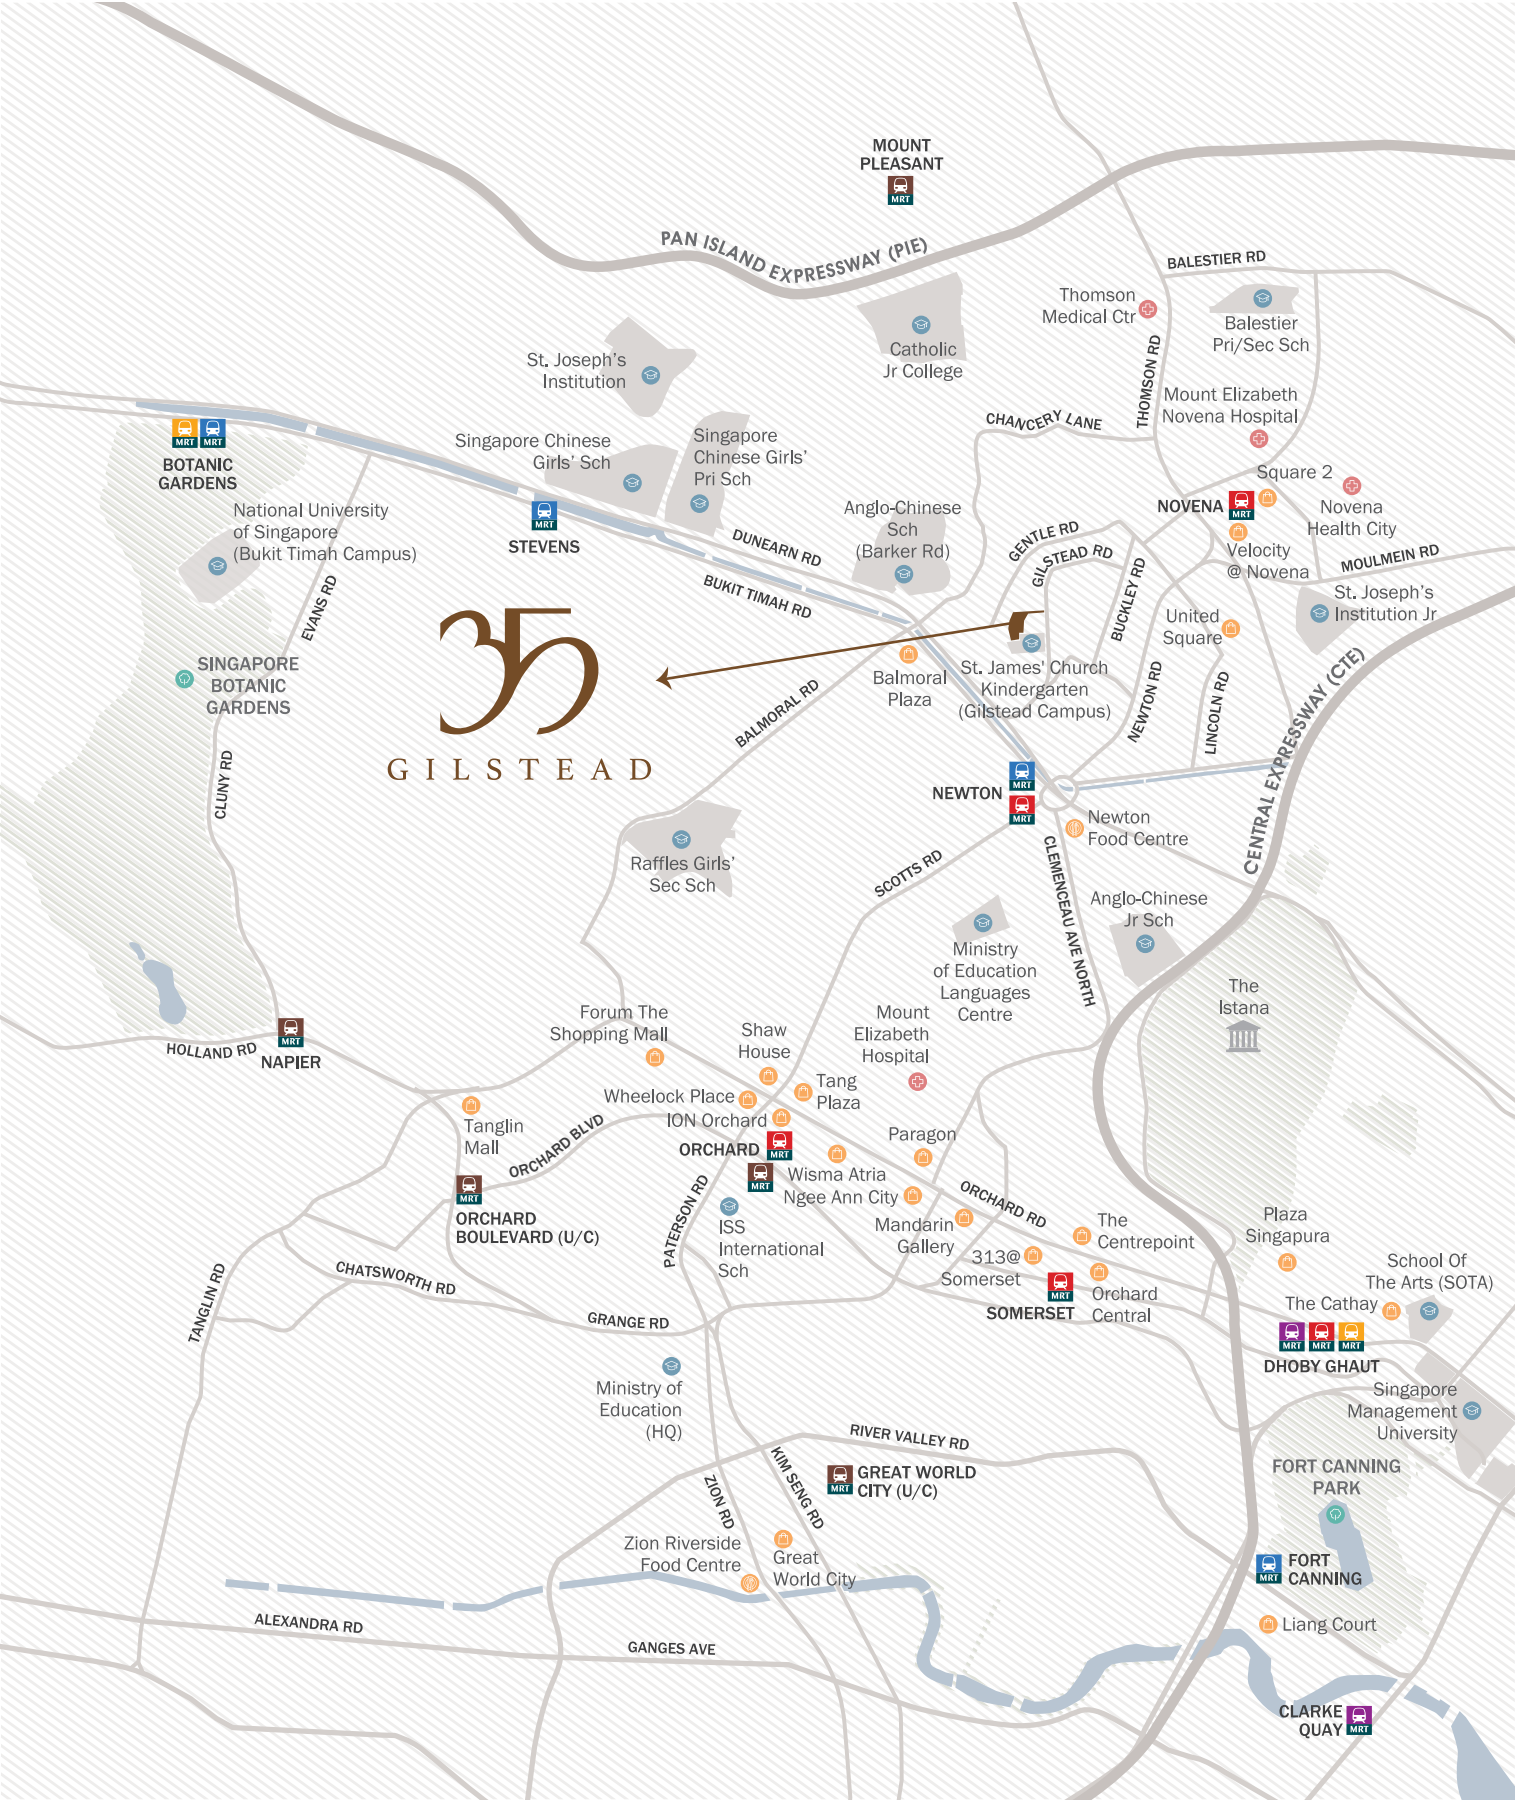 MOUNT
PLEASANT
MRT
PAN ISLAND EXPRESSWAY (PIE)
BALESTIER RD
Thomson
Medical Ctr
Balestier
Pri/Sec Sch
Catholic
Jr College
THOMSON RD
St. Joseph's
Institution
Mount Elizabeth
Novena Hospital
CHANCERY LANE
MRT
MRT
BOTANIC
GARDENS
Singapore Chinese
Girls' Sch
Singapore
Chinese Girls'
Pri Sch
Square 2
NOVENA
MRT
Novena
Health City
National University
of Singapore
(Bukit Timah Campus)
MRT
STEVENS
Anglo-Chinese
Sch
(Barker Rd)
DUNEARN RD
BUKIT TIMAH RD
GENTLE RD
GILSTEAD RD
BUCKLEY RD
Velocity
@ Novena
MOULMEIN RD
EVANS RD
St. Joseph's
Institution Jr
United
Square
35
GILSTEAD
SINGAPORE
BOTANIC
GARDENS
Balmoral
Plaza
St. James' Church
Kindergarten
(Gilstead Campus)
BALMORAL RD
NEWTON RD
LINCOLN RD
CENTRAL EXPRESSWAY (CTE)
CLUNY RD
NEWTON
MRT
MRT
Newton
Food Centre
Raffles Girls'
Sec Sch
SCOTTS RD
CLEMENCEAU AVE NORTH
Anglo-Chinese
Jr Sch
Ministry
of Education
Languages
Centre
The
Istana
Forum The
Shopping Mall
Shaw
House
Mount
Elizabeth
Hospital
MRT
HOLLAND RD
NAPIER
Wheelock Place
Tang
Plaza
ION Orchard
Tanglin
Mall
ORCHARD BLVD
ORCHARD
MRT
MRT
Paragon
Wisma Atria
Ngee Ann City
MRT
ORCHARD
BOULEVARD (U/C)
PATERSON RD
ISS
International
Sch
ORCHARD RD
Mandarin
Gallery
The
Centrepoint
Plaza
Singapura
313@
Somerset
MRT
SOMERSET
Orchard
Central
School Of
The Arts (SOTA)
The Cathay
TANGLIN RD
CHATSWORTH RD
GRANGE RD
MRT
MRT
MRT
DHOBY GHAUT
Ministry of
Education
(HQ)
Singapore
Management
University
RIVER VALLEY RD
KIM SENG RD
ZION RD
MRT
GREAT WORLD
CITY (U/C)
FORT CANNING
PARK
Zion Riverside
Food Centre
Great
World City
MRT
FORT
CANNING
Liang Court
ALEXANDRA RD
GANGES AVE
CLARKE
QUAY
MRT